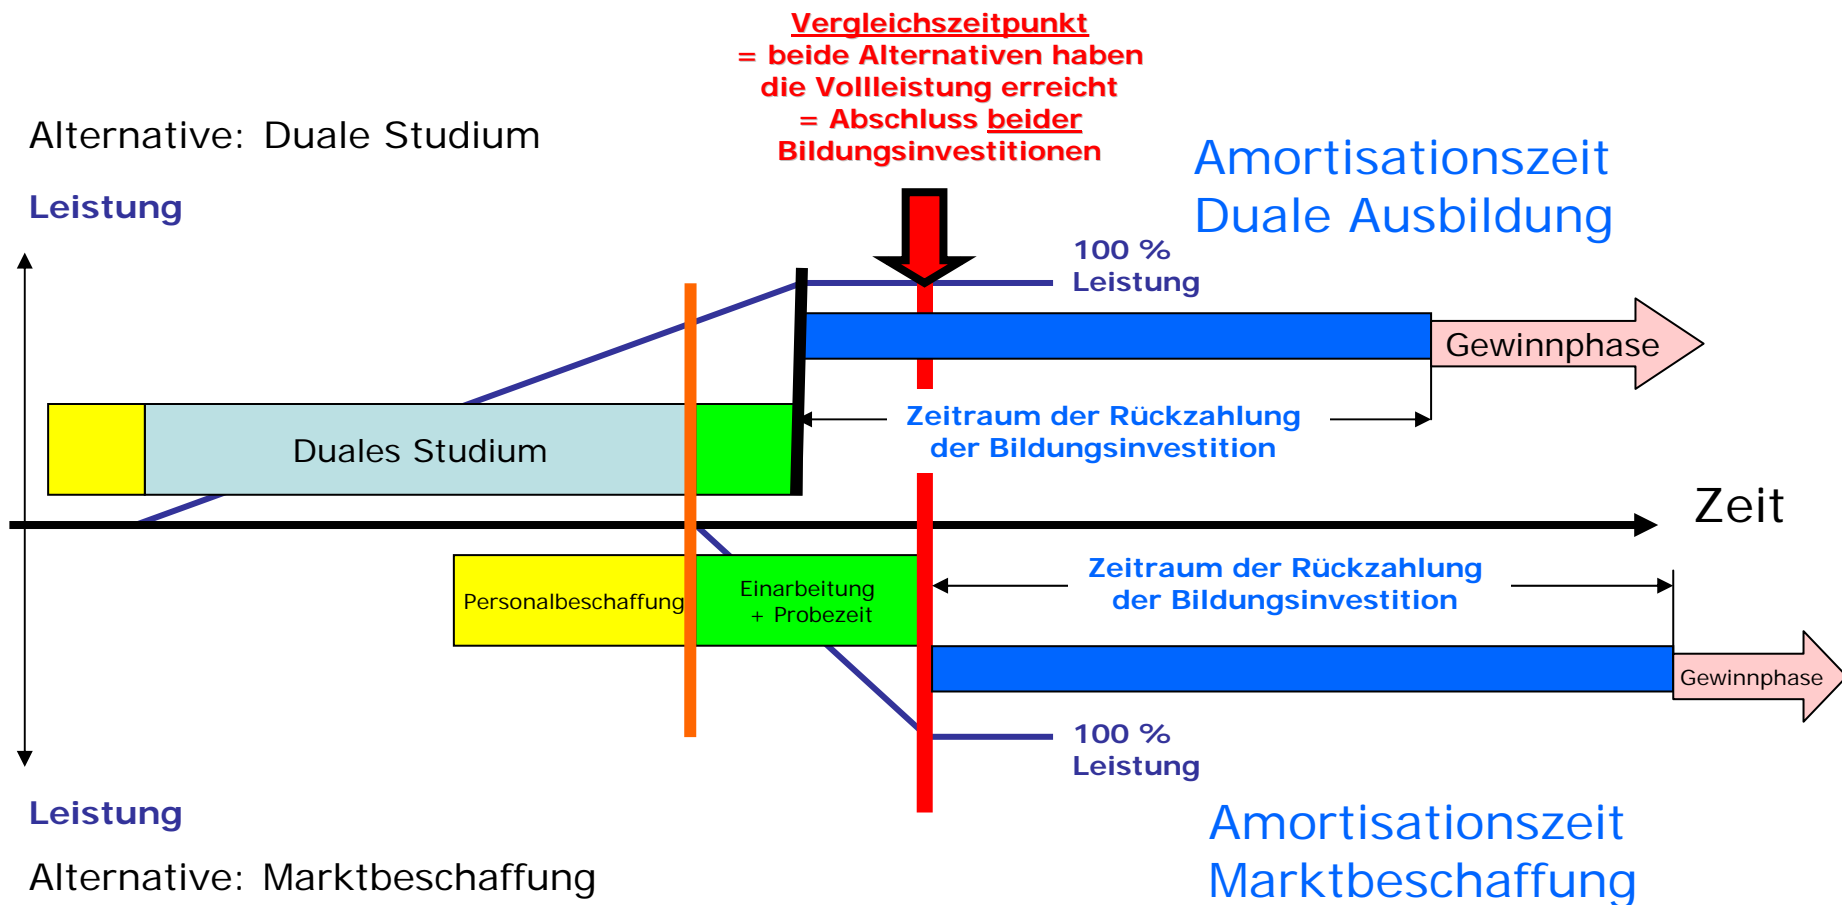 Vergleichszeitpunkt
= beide Alternativen haben
die Vollleistung erreicht
= Abschluss beider
Bildungsinvestitionen
Alternative: Duale Studium
Leistung
Amortisationszeit
Duale Ausbildung
100 %
Leistung
Gewinnphase
Zeitraum der Rückzahlung
der Bildungsinvestition
Duales Studium
Zeit
Personalbeschaffung
Einarbeitung
+ Probezeit
Zeitraum der Rückzahlung
der Bildungsinvestition
Gewinnphase
100 %
Leistung
Leistung
Alternative: Marktbeschaffung
Amortisationszeit
Marktbeschaffung